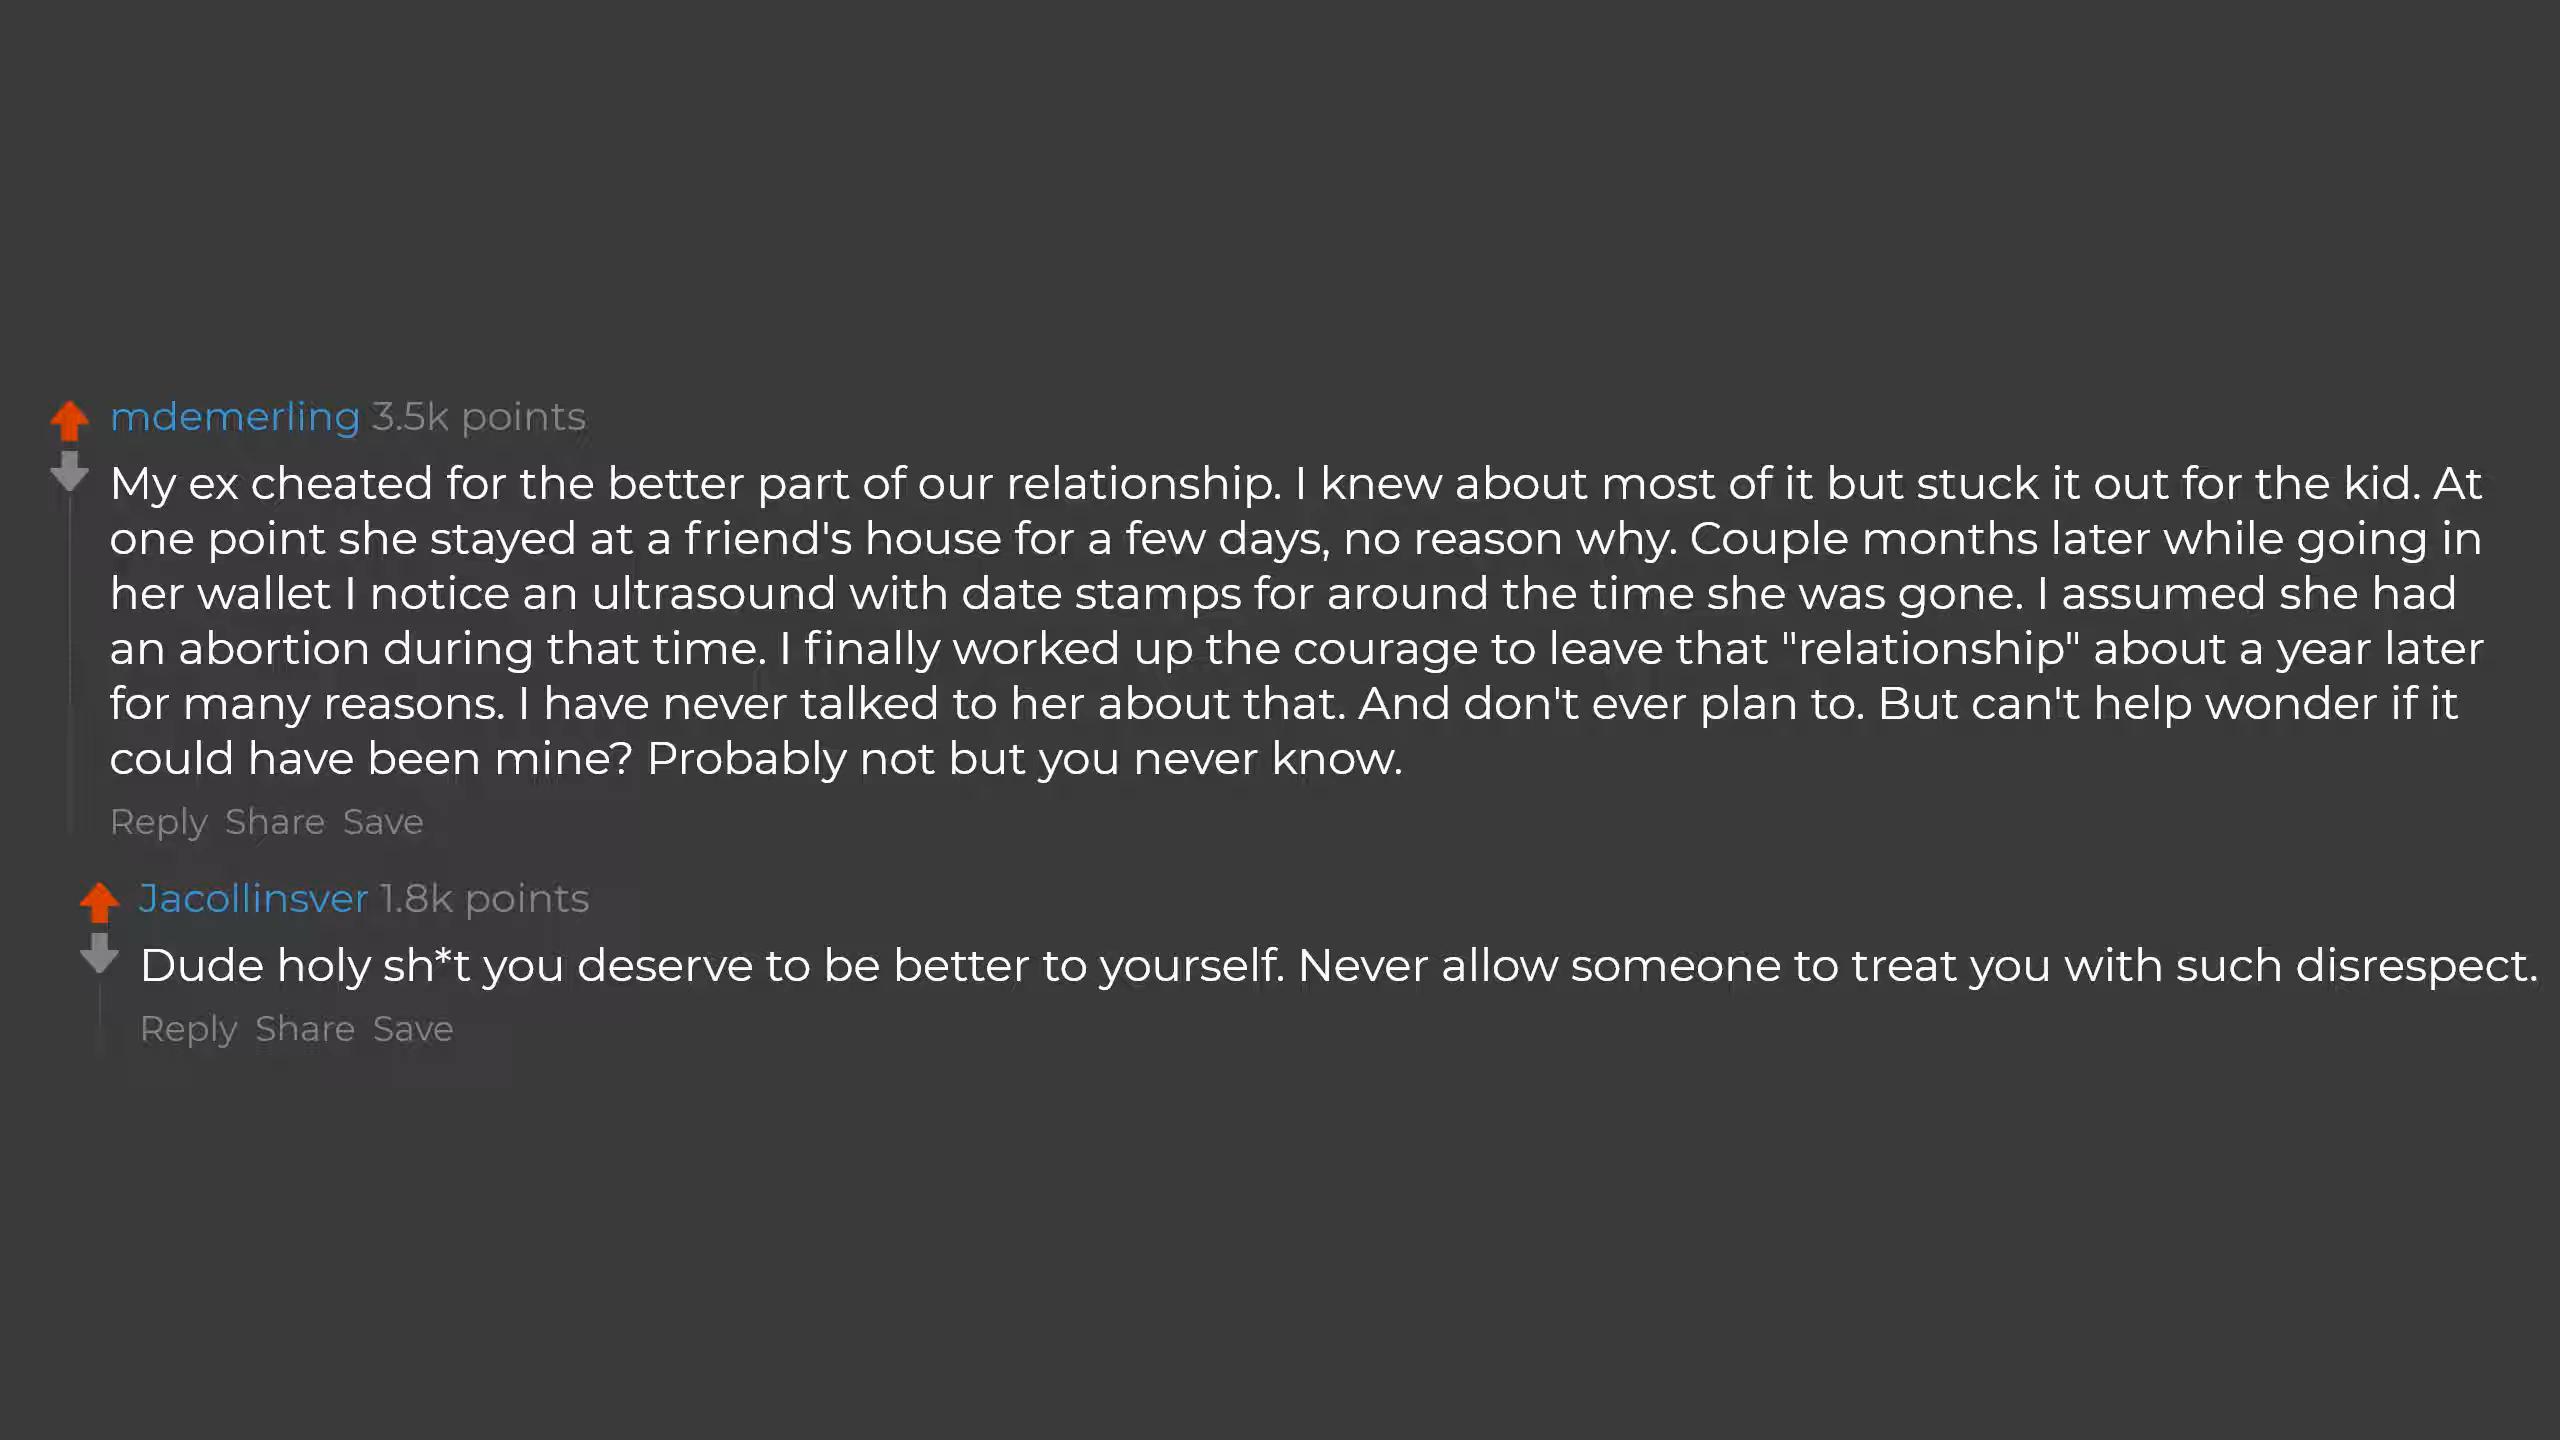 mdemerling 3.5k points
My ex cheated for the better part of our relationship. I knew about most of it but stuck it out for the kid. At
one point she stayed at a friend's house for a few days, no reason why. Couple months later while going in
her wallet I notice an ultrasound with date stamps for around the time she was gone. I assumed she had
an abortion during that time. I finally worked up the courage to leave that "relationship" about a year later
for many reasons. I have never talked to her about that. And don't ever plan to. But can't help wonder if it
could have been mine? Probably not but you never know.
Reply Share Save
Jacollinsver 1.8k points
Dude holy sh*t you deserve to be better to yourself. Never allow someone to treat you with such disrespect.
Reply Share Save